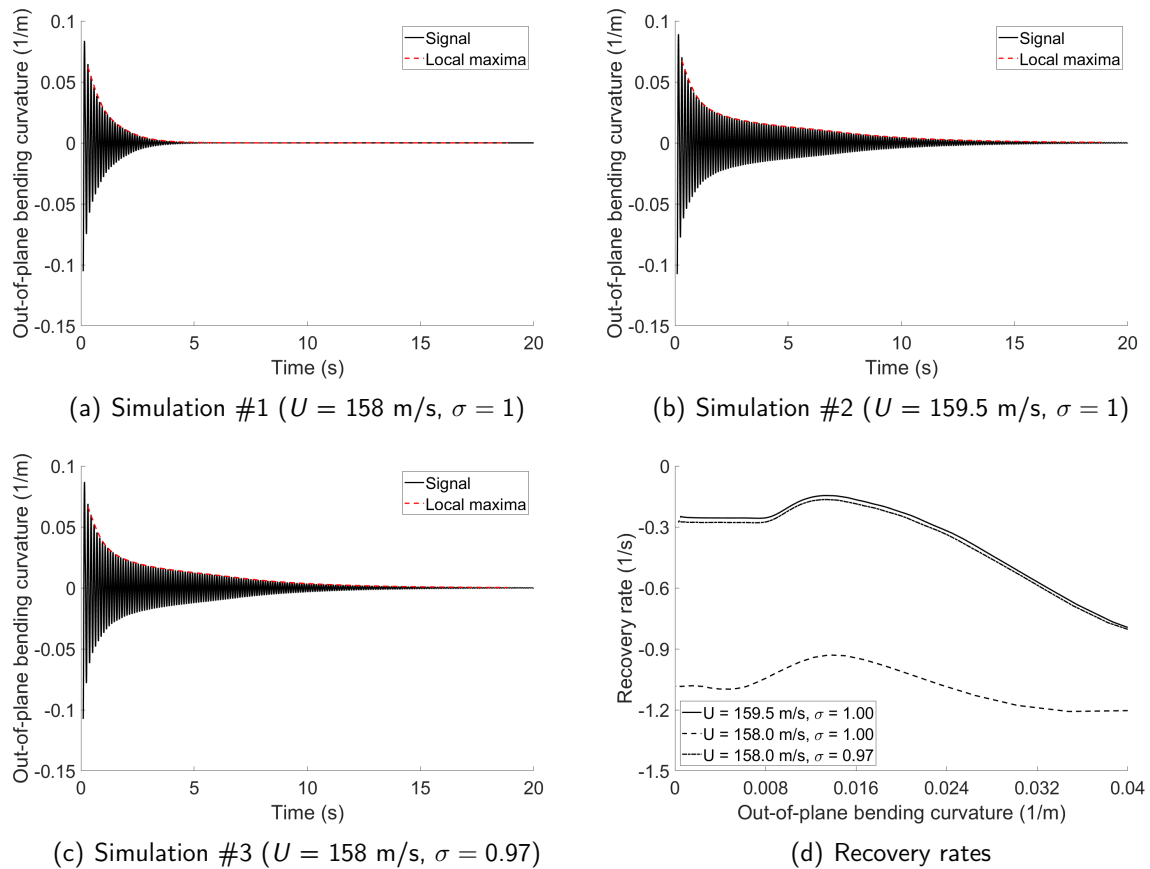 Out-of-plane bending curvature (1/m)
0.1
0.05
0
-0.05
-0.1
-0.15
Signal
Local maxima
0 5 10 15 20
Time (s)
(a) Simulation #1 (U = 158 m/s, σ = 1)
Out-of-plane bending curvature (1/m)
0.1
0.05
0
-0.05
-0.1
-0.15
Signal
Local maxima
0 5 10 15 20
Time (s)
(b) Simulation #2 (U = 159.5 m/s, σ = 1)
Out-of-plane bending curvature (1/m)
0.1
0.05
0
-0.05
-0.1
-0.15
Signal
Local maxima
0 5 10 15 20
Time (s)
(c) Simulation #3 (U = 158 m/s, σ = 0.97)
Recovery rate (1/s)
0
-0.3
-0.6
-0.9
-1.2
-1.5
U = 159.5 m/s, σ = 1.00
U = 158.0 m/s, σ = 1.00
U = 158.0 m/s, σ = 0.97
0 0.008 0.016 0.024 0.032 0.04
Out-of-plane bending curvature (1/m)
(d) Recovery rates